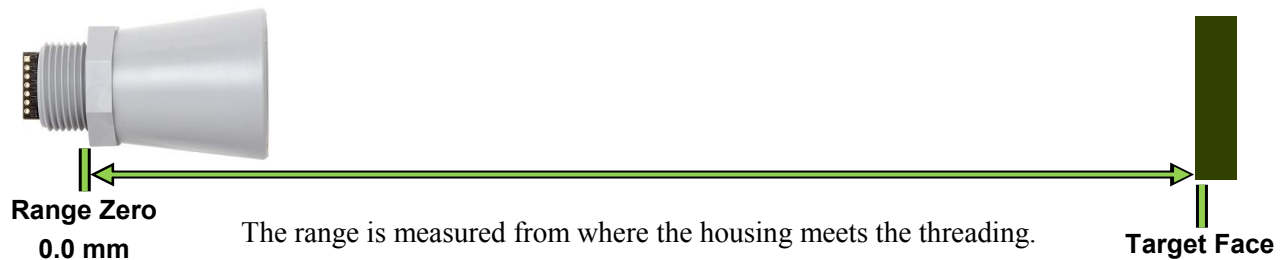 Range Zero
0.0 mm
The range is measured from where the housing meets the threading.
Target Face